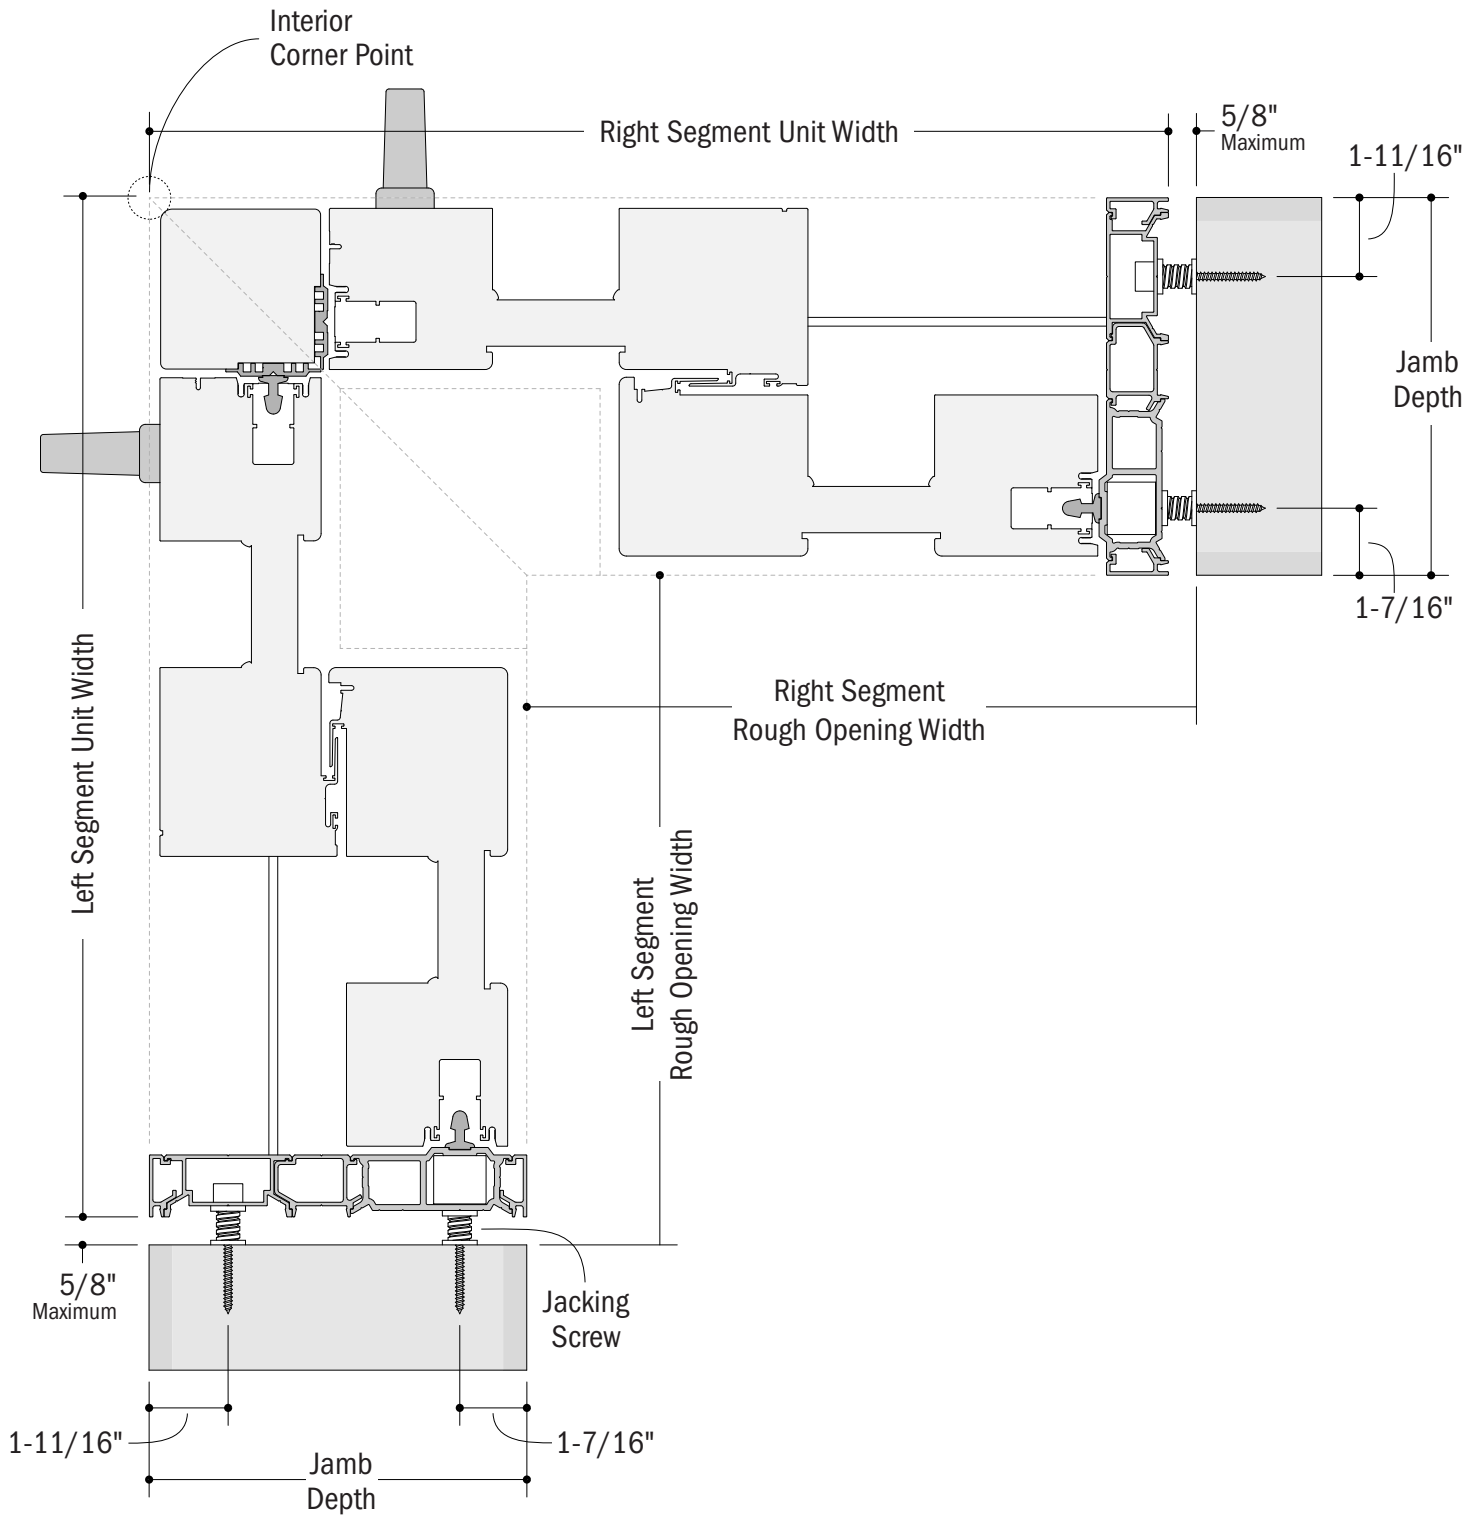 Interior
Corner Point
Right Segment Unit Width
5/8"
Maximum
1-11/16"
Jamb
Depth
1-7/16"
Right Segment
Rough Opening Width
Left Segment Unit Width
Left Segment
Rough Opening Width
5/8"
Maximum
Jacking
Screw
1-11/16"
1-7/16"
Jamb
Depth